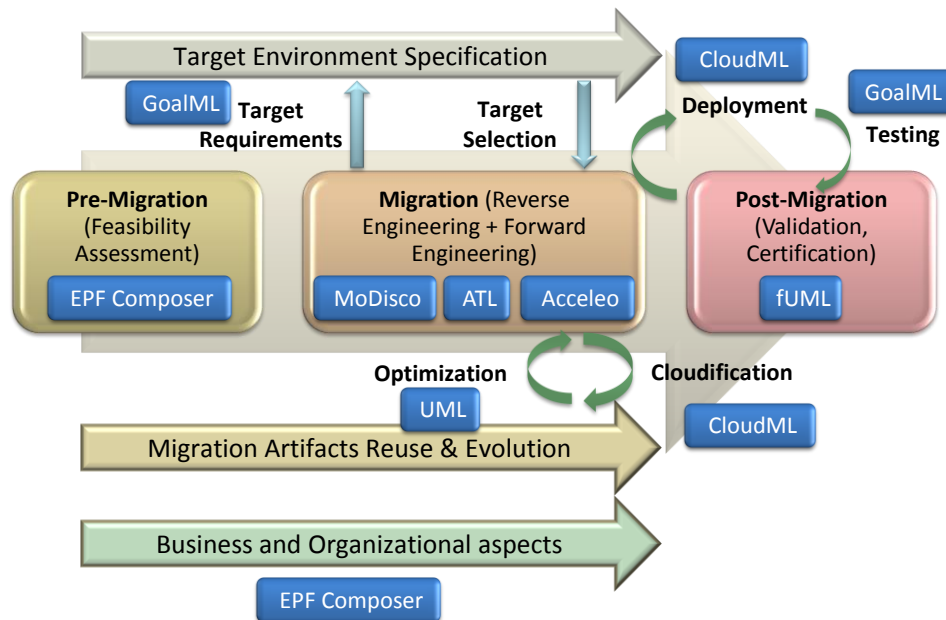 Target Environment Specification
CloudML
GoalML
GoalML
Target
Requirements
Target
Selection
Deployment
Testing
Pre-Migration
(Feasibility
Assessment)
EPF Composer
Migration (Reverse
Engineering + Forward
Engineering)
MoDisco
ATL
Acceleo
Post-Migration
(Validation,
Certification)
fUML
Optimization
Cloudification
UML
CloudML
Migration Artifacts Reuse & Evolution
Business and Organizational aspects
EPF Composer